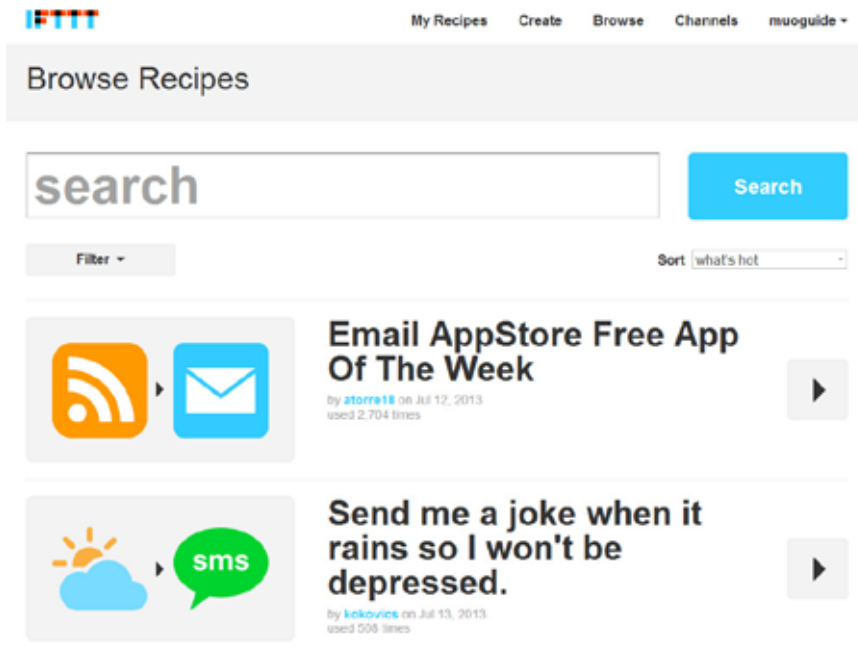 IFTTT
My Recipes Create Browse Channels muoguide
Browse Recipes
search
Search
Filter
Sort what's hot
Email AppStore Free App
Of The Week
by atorre18 on Jul 12, 2013
used 2,704 times
Send me a joke when it
rains so I won't be
depressed.
sms
by kokovics on Jul 13, 2013
used 508 times